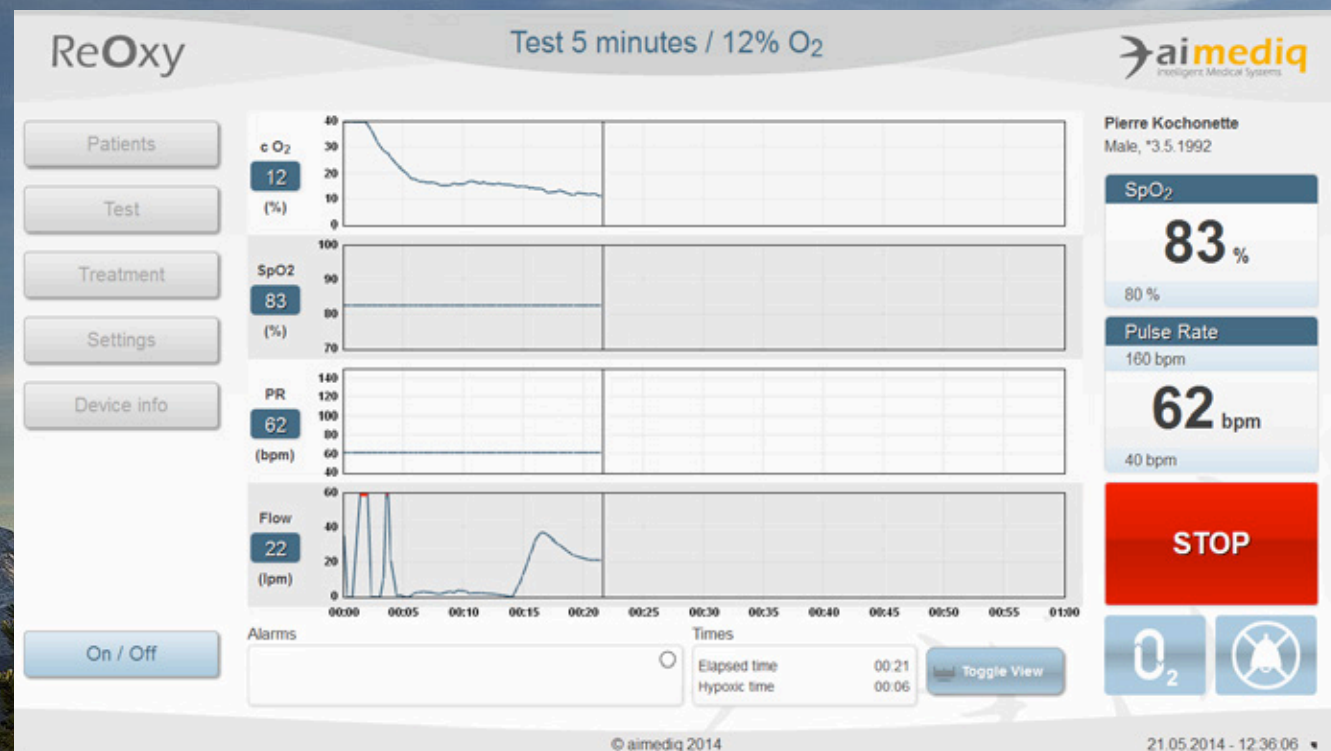 ReOxy
Test 5 minutes / 12% O₂
aimediq
Intelligent Medical Systems
Patients
Test
Treatment
Settings
Device info
On / Off
c O₂
12
(%)
40
30
20
10
0
SpO2
83
(%)
100
90
80
70
PR
62
(bpm)
140
120
100
80
60
40
Flow
22
(lpm)
60
40
20
0
00:00 00:05 00:10 00:15 00:20 00:25 00:30 00:35 00:40 00:45 00:50 00:55 01:00
Alarms
Times
Elapsed time 00:21
Hypoxic time 00:06
Toggle View
Pierre Kochonette
Male, *3.5.1992
SpO₂
83 %
80 %
Pulse Rate
160 bpm
62 bpm
40 bpm
STOP
O₂
© aimediq 2014
21.05.2014 - 12:36:06